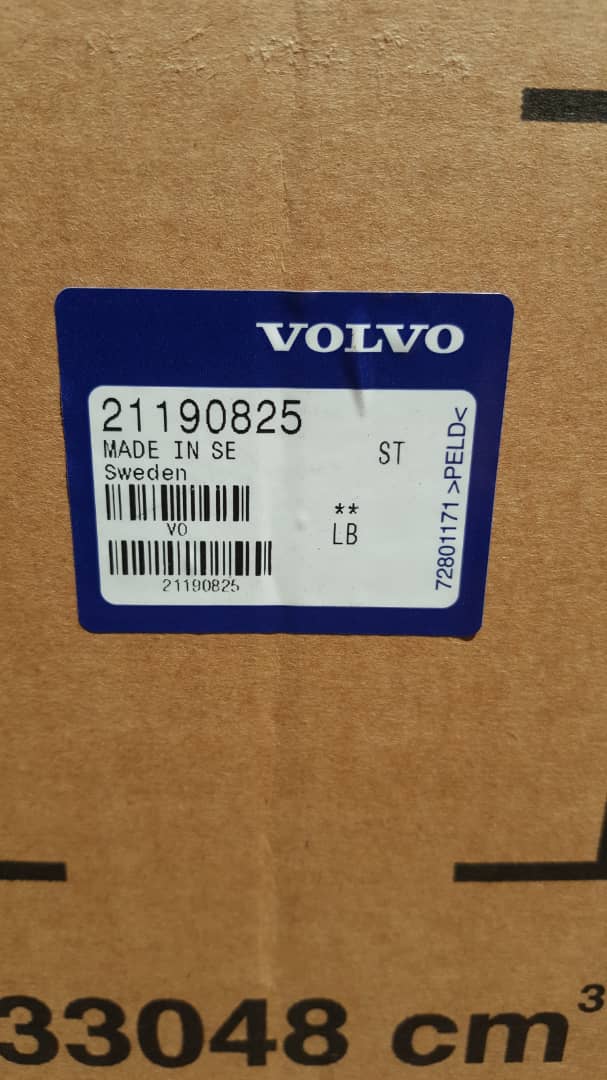 VOLVO
21190825
MADE IN SE
ST
Sweden
VO
**
LB
21190825
72801171 >PELD<
33048 cm³